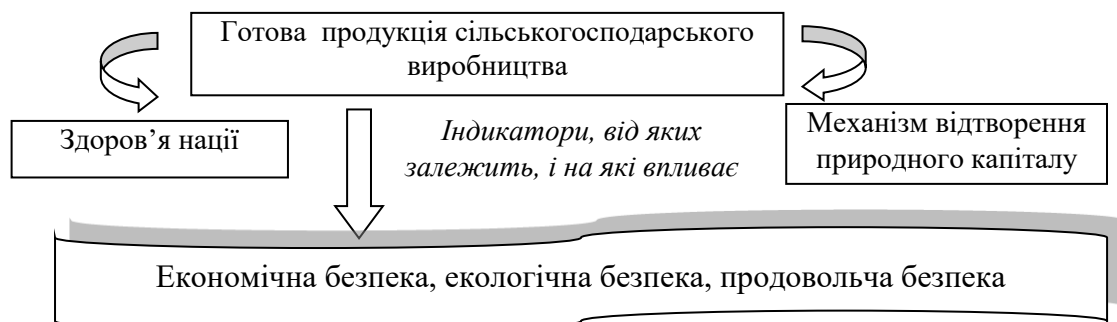 Готова продукція сільськогосподарського
виробництва
Здоров’я нації
Індикатори, від яких
залежить, і на які впливає
Механізм відтворення
природного капіталу
Економічна безпека, екологічна безпека, продовольча безпека